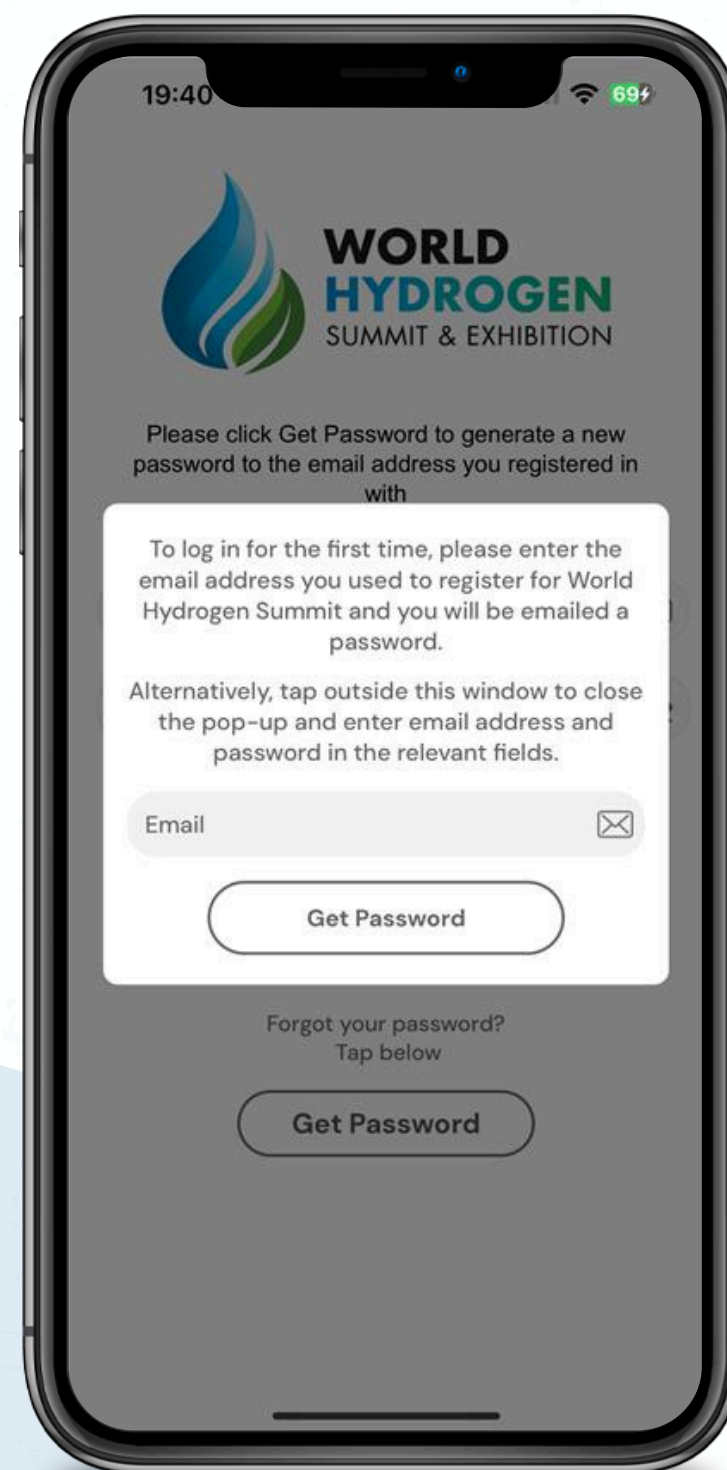 19:40
69
WORLD
HYDROGEN
SUMMIT & EXHIBITION
Please click Get Password to generate a new
password to the email address you registered in
with
To log in for the first time, please enter the
email address you used to register for World
Hydrogen Summit and you will be emailed a
password.
Alternatively, tap outside this window to close
the pop-up and enter email address and
password in the relevant fields.
Email
Get Password
Forgot your password?
Tap below
Get Password